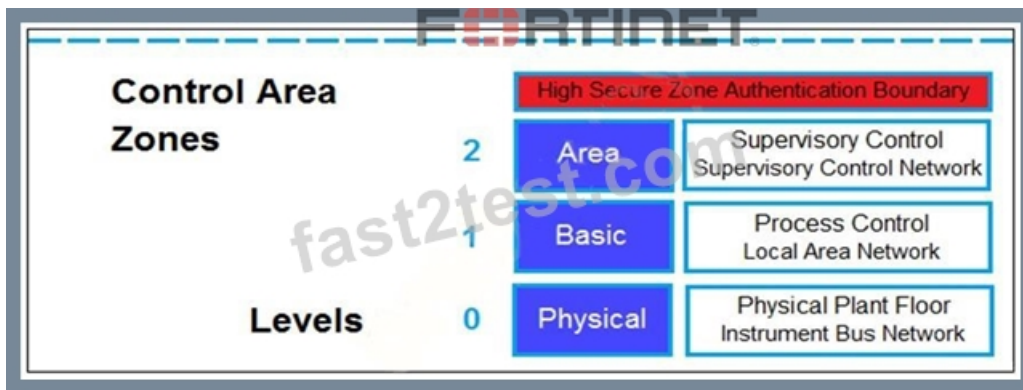 FORTINET
Control Area
Zones
High Secure Zone Authentication Boundary
2
Area
Supervisory Control
Supervisory Control Network
1
Basic
Process Control
Local Area Network
Levels
0
Physical
Physical Plant Floor
Instrument Bus Network
fast2test.com